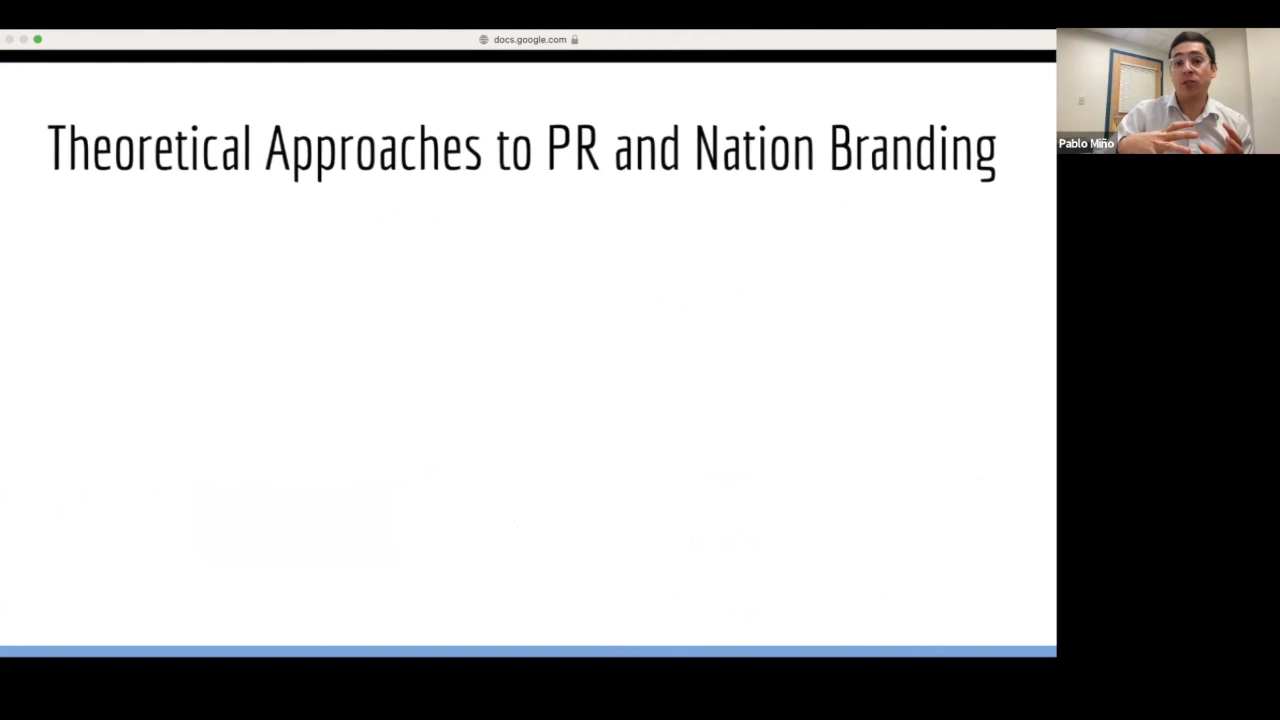 docs.google.com
Theoretical Approaches to PR and Nation Branding
Pablo Miño